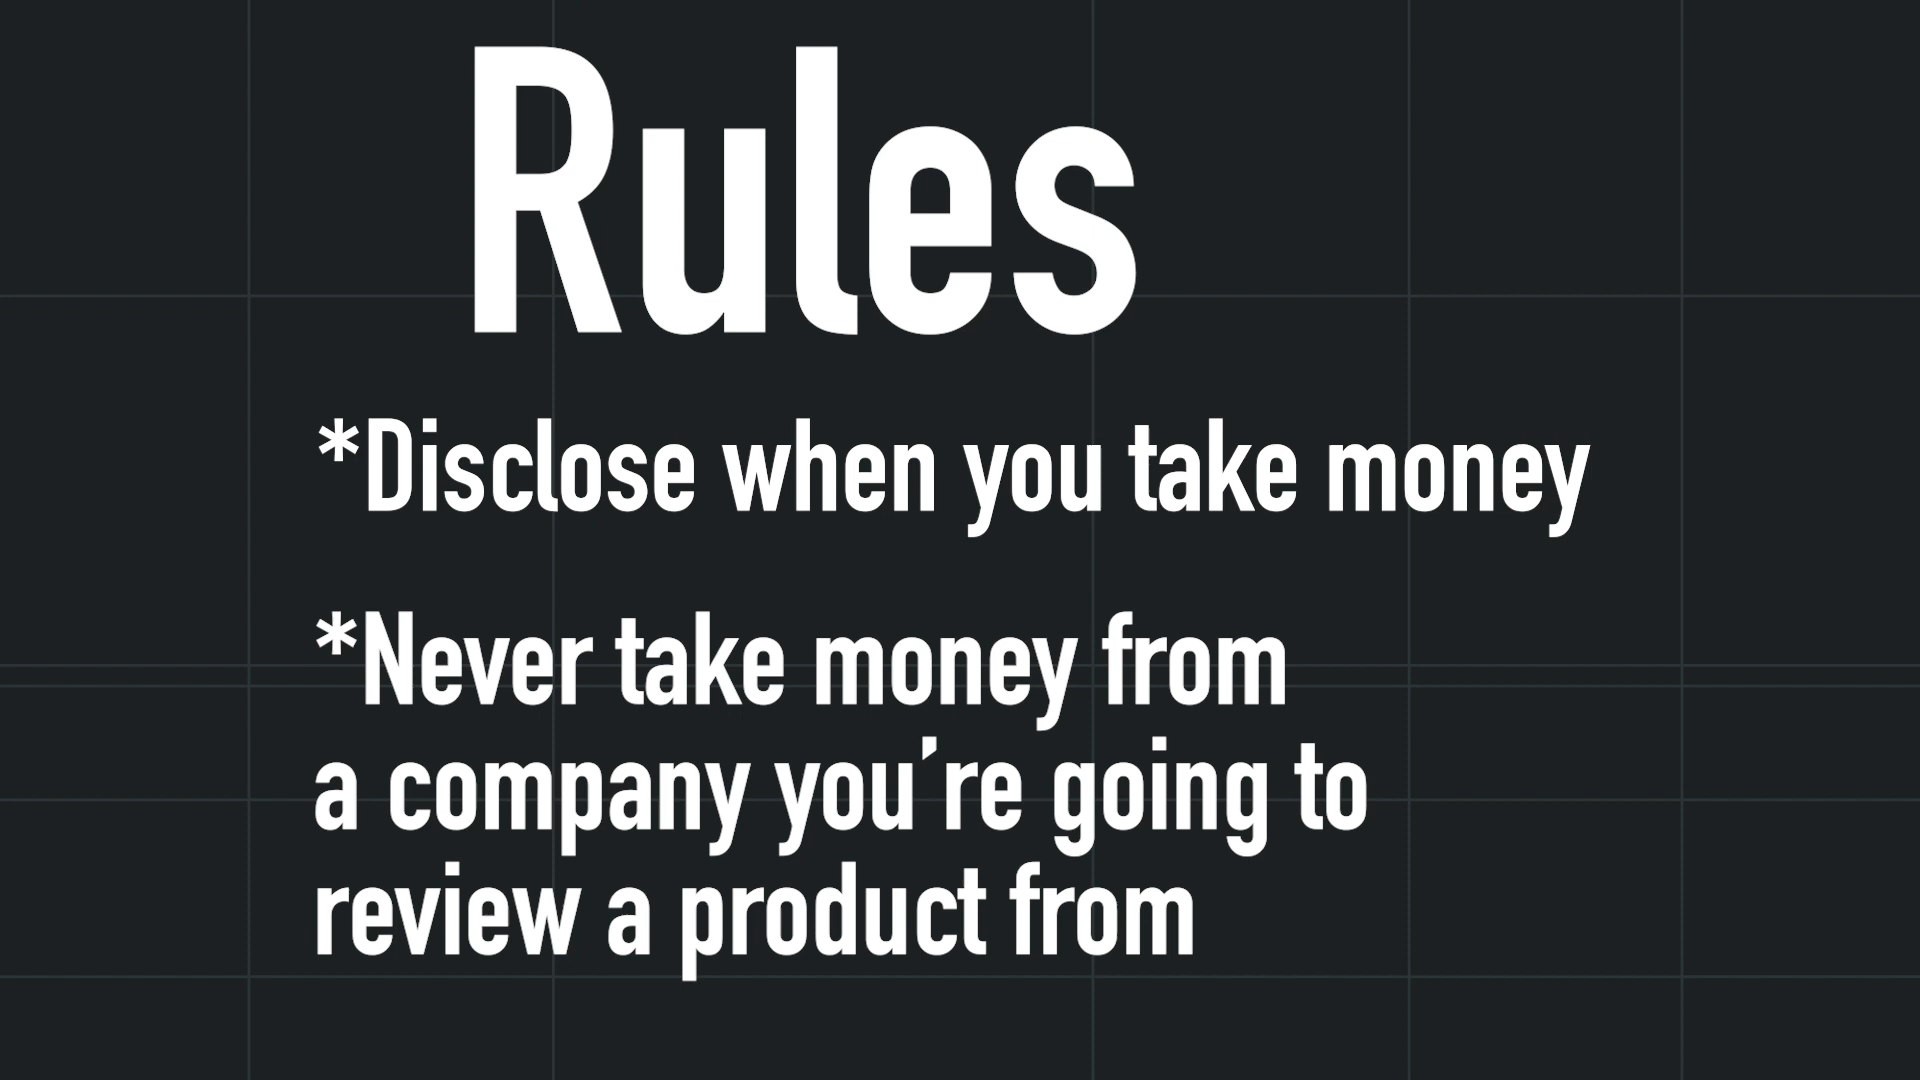 Rules
*Disclose when you take money
*Never take money from
a company you're going to
review a product from